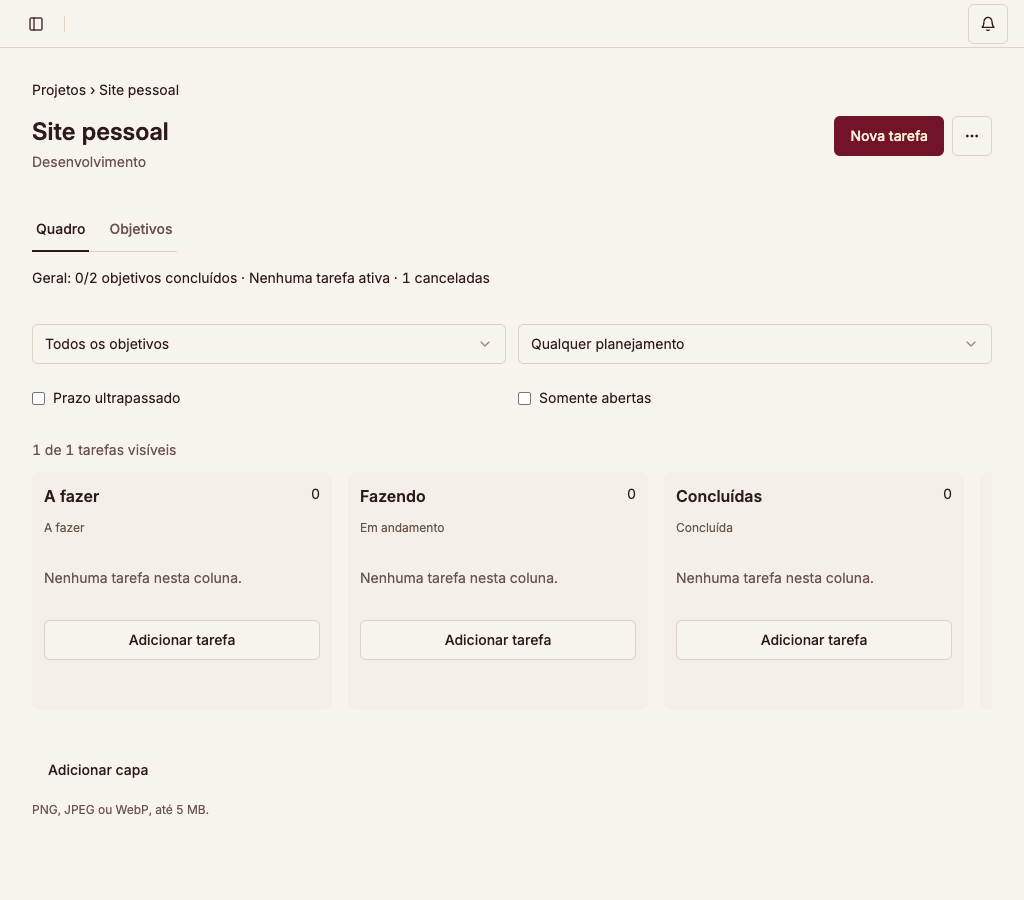 Projetos › Site pessoal
Site pessoal
Desenvolvimento
Nova tarefa
Quadro
Objetivos
Geral: 0/2 objetivos concluídos · Nenhuma tarefa ativa · 1 canceladas
Todos os objetivos
Qualquer planejamento
Prazo ultrapassado
Somente abertas
1 de 1 tarefas visíveis
A fazer
0
A fazer
Nenhuma tarefa nesta coluna.
Adicionar tarefa
Fazendo
0
Em andamento
Nenhuma tarefa nesta coluna.
Adicionar tarefa
Concluídas
0
Concluída
Nenhuma tarefa nesta coluna.
Adicionar tarefa
Adicionar capa
PNG, JPEG ou WebP, até 5 MB.